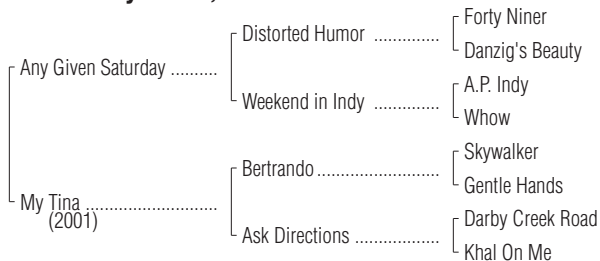 Forty Niner
Distorted Humor ..............
Danzig's Beauty
Any Given Saturday ..........
A.P. Indy
Weekend in Indy ..............
Whow
Skywalker
Bertrando ..........................
Gentle Hands
My Tina ............................
(2001)
Darby Creek Road
Ask Directions ..................
Khal On Me